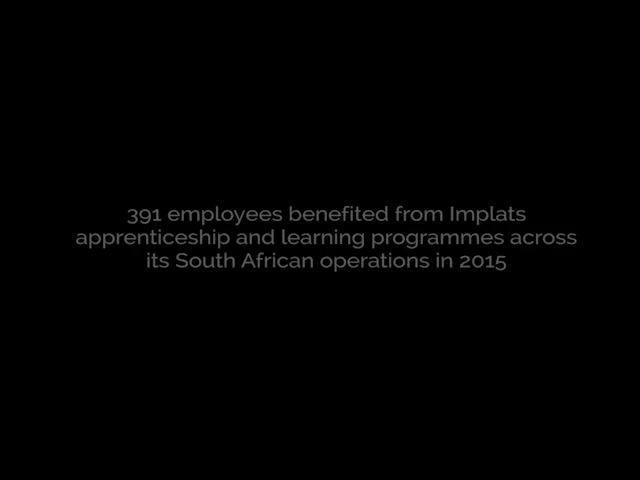 391 employees benefited from Implats
apprenticeship and learning programmes across
its South African operations in 2015